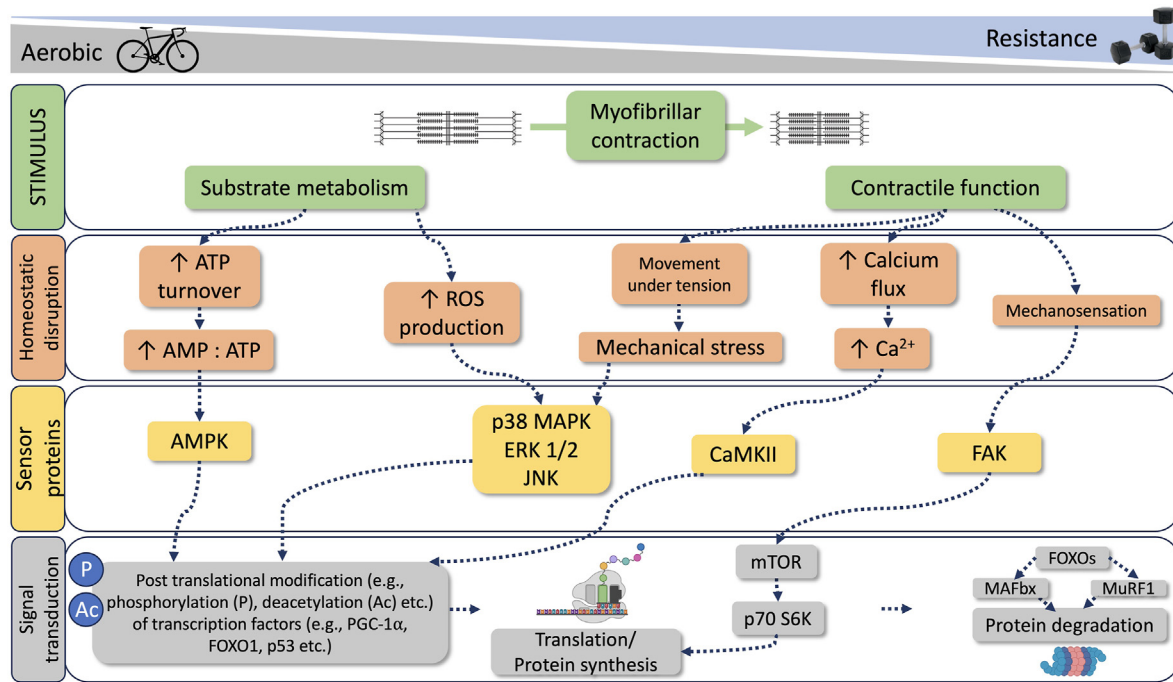 Aerobic
Resistance
STIMULUS
Myofibrillar
contraction
Substrate metabolism
Contractile function
Homeostatic
disruption
↑ ATP
turnover
↑ AMP : ATP
↑ ROS
production
Movement
under tension
Mechanical stress
↑ Calcium
flux
↑ Ca²⁺
Mechanosensation
Sensor
proteins
AMPK
p38 MAPK
ERK 1/2
JNK
CaMKII
FAK
Signal
transduction
P
Ac
Post translational modification (e.g.,
phosphorylation (P), deacetylation (Ac) etc.)
of transcription factors (e.g., PGC-1α,
FOXO1, p53 etc.)
Translation/
Protein synthesis
mTOR
p70 S6K
FOXOs
MAFbx
MuRF1
Protein degradation